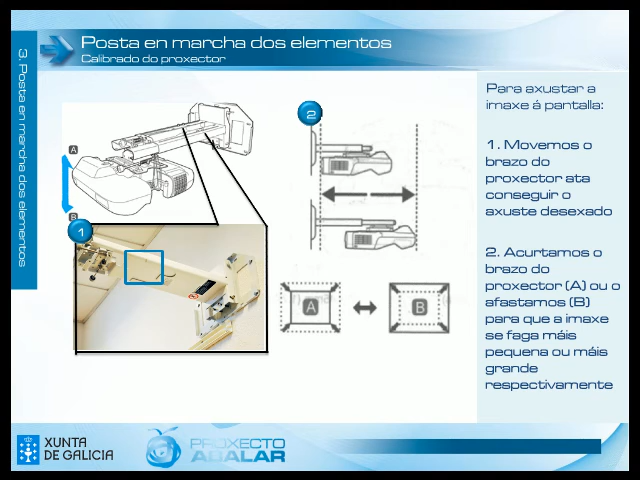 Posta en marcha dos elementos
Calibrado do proxector
3. Posta en marcha dos elementos
A
B
1
2
A
B
Para axustar a
imaxe á pantalla:
1. Movemos o
brazo do
proxector ata
conseguir o
axuste desexado
2. Acurtamos o
brazo do
proxector (A) ou o
afastamos (B)
para que a imaxe
se faga máis
pequena ou máis
grande
respectivamente
XUNTA
DE GALICIA
PROXECTO
ABALAR